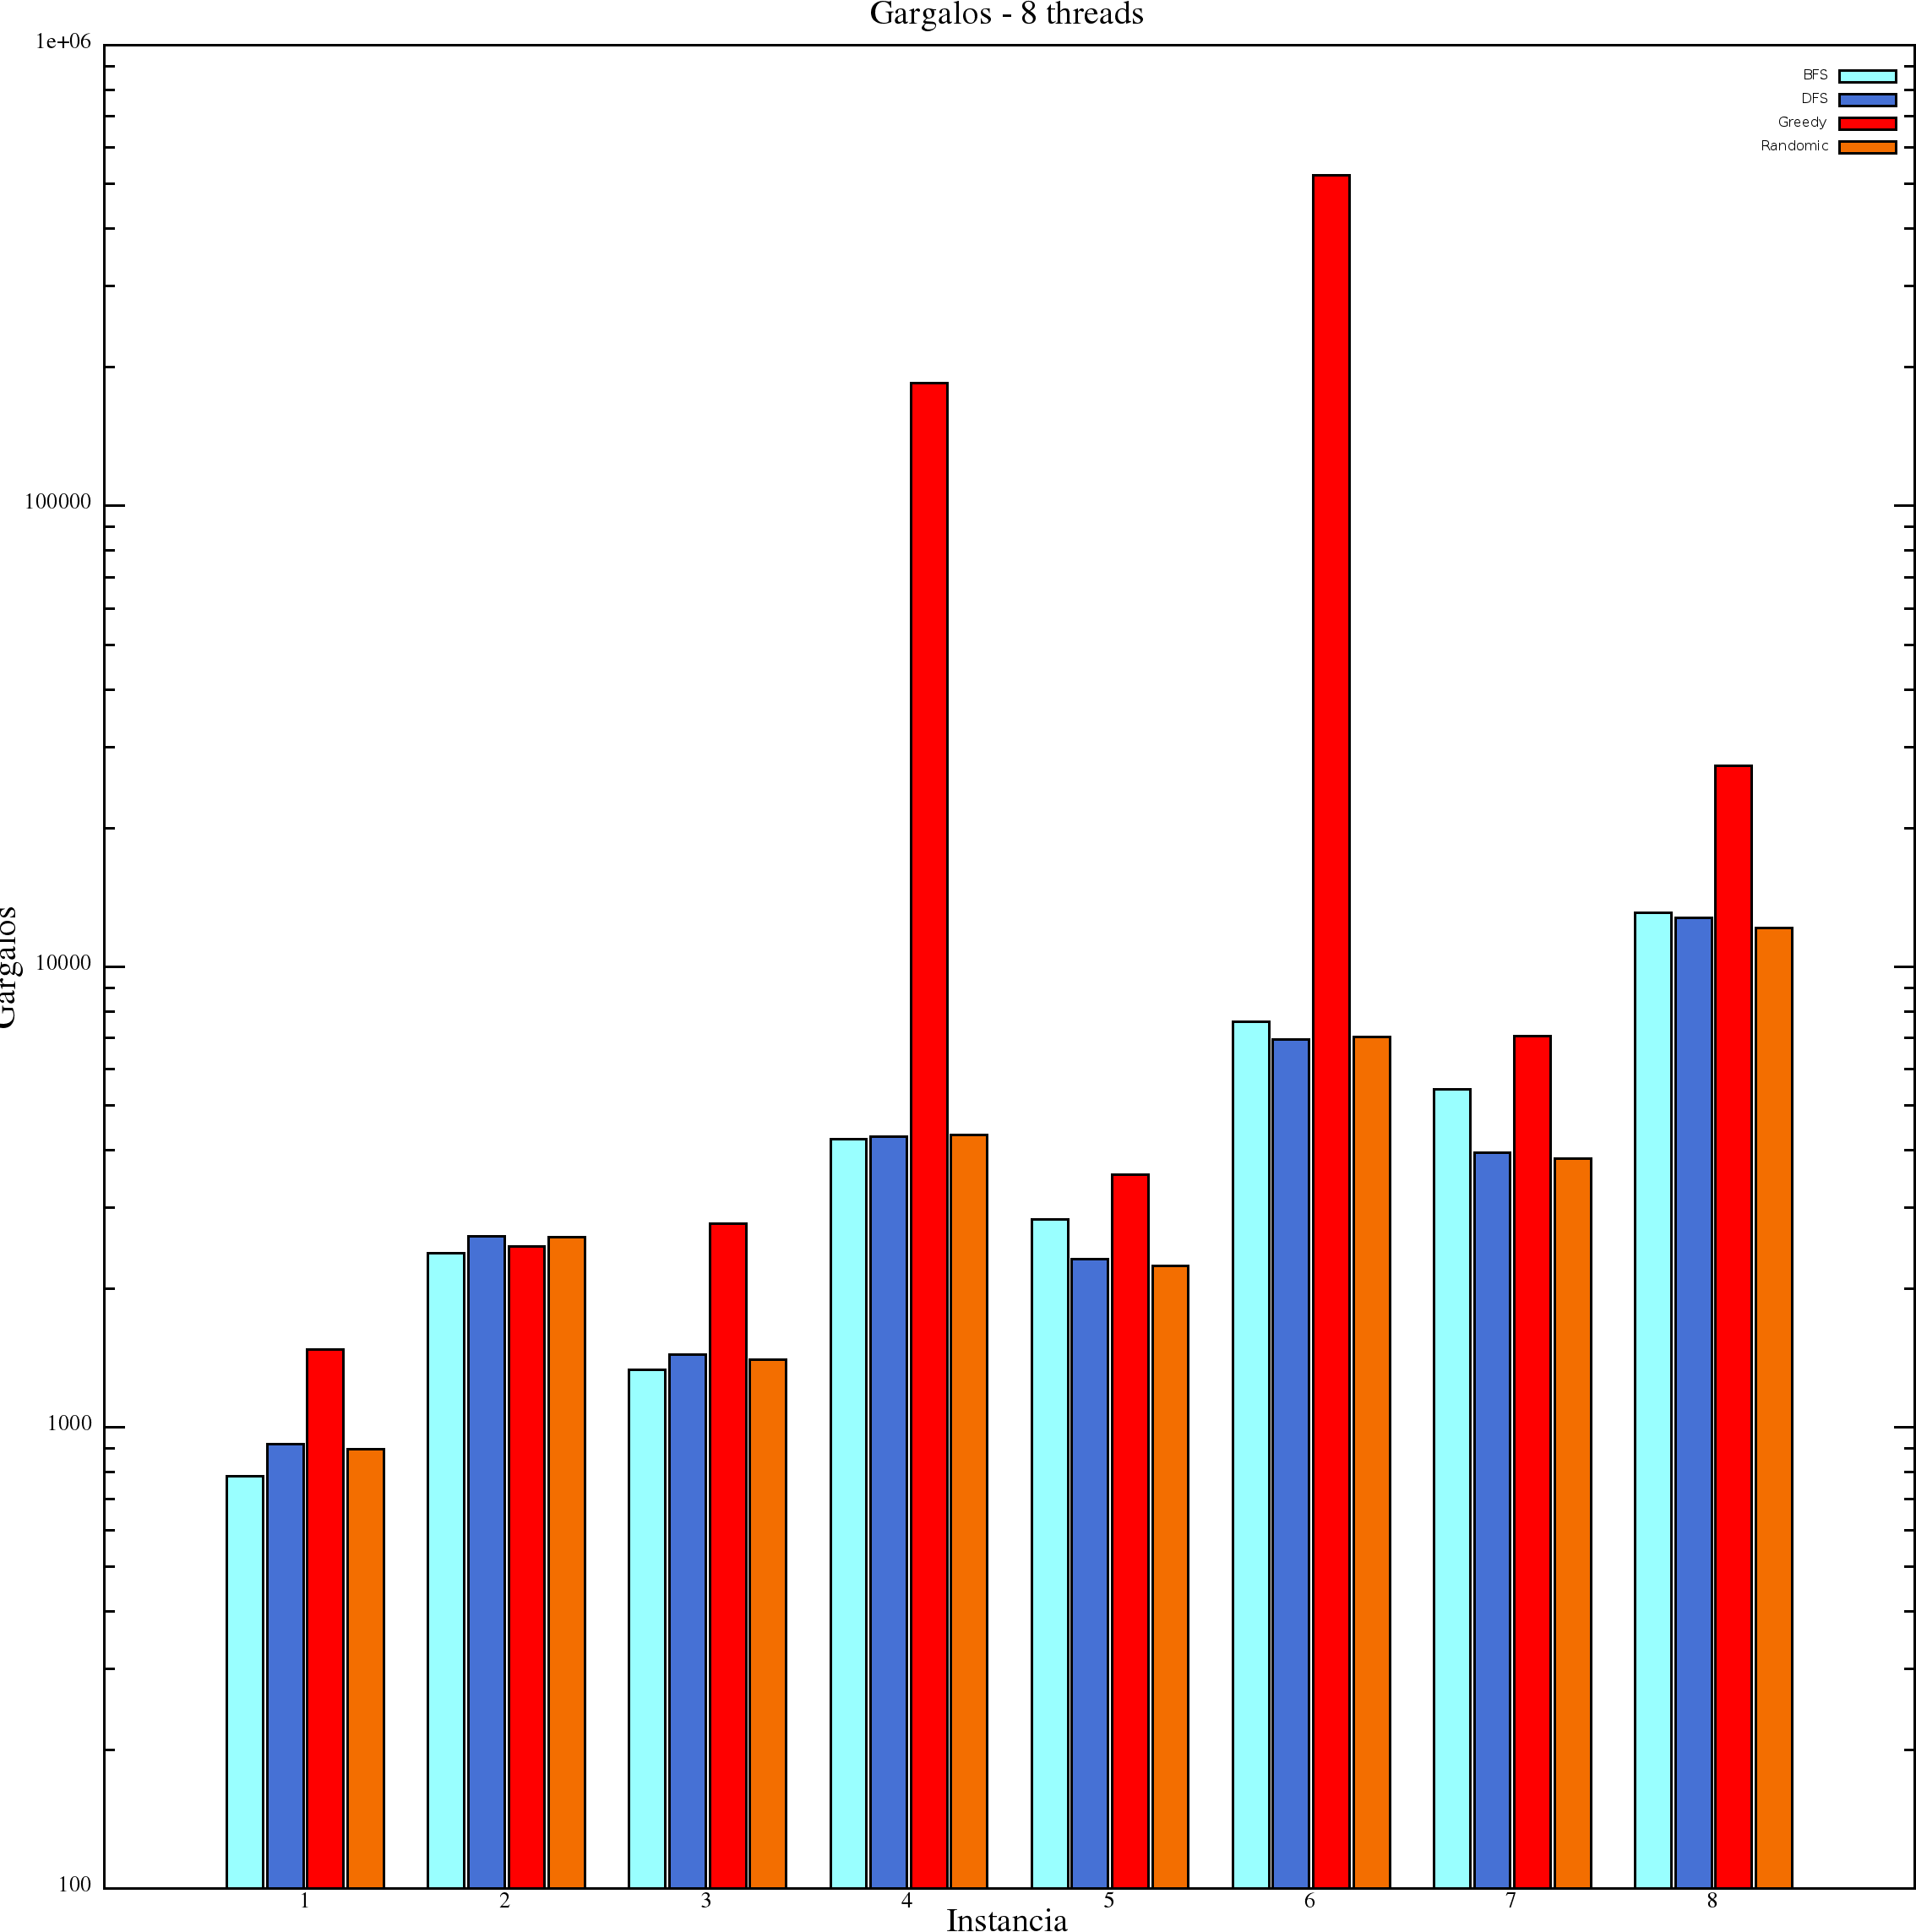 Gargalos - 8 threads
1e+06
100000
10000
1000
100
Gargalos
BFS
DFS
Greedy
Randomic
1 2 3 4 5 6 7 8
Instancia